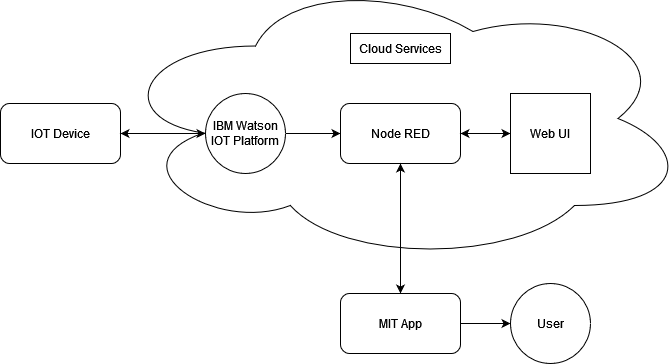 Cloud Services
IOT Device
IBM Watson
IOT Platform
Node RED
Web UI
MIT App
User